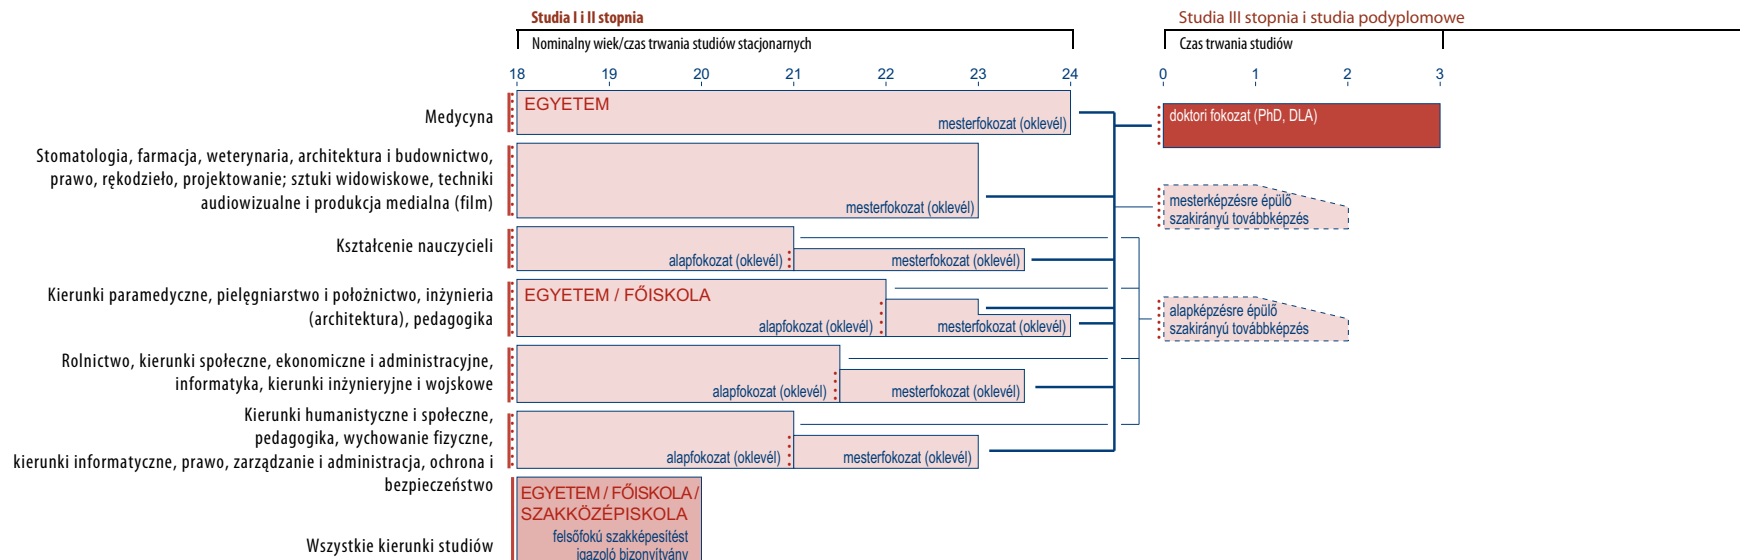 Studia I i II stopnia
Studia III stopnia i studia podyplomowe
Nominalny wiek/czas trwania studiów stacjonarnych
Czas trwania studiów
18 19 20 21 22 23 24
0 1 2 3
Medycyna
EGYETEM
mesterfokozat (oklevél)
doktori fokozat (PhD, DLA)
Stomatologia, farmacja, weterynaria, architektura i budownictwo,
prawo, rękodzieło, projektowanie; sztuki widowiskowe, techniki
audiowizualne i produkcja medialna (film)
mesterfokozat (oklevél)
mesterképzésre épülő
szakirányú továbbképzés
Kształcenie nauczycieli
alapfokozat (oklevél)
mesterfokozat (oklevél)
Kierunki paramedyczne, pielęgniarstwo i położnictwo, inżynieria
(architektura), pedagogika
EGYETEM / FŐISKOLA
alapfokozat (oklevél)
mesterfokozat (oklevél)
alapképzésre épülő
szakirányú továbbképzés
Rolnictwo, kierunki społeczne, ekonomiczne i administracyjne,
informatyka, kierunki inżynieryjne i wojskowe
alapfokozat (oklevél)
mesterfokozat (oklevél)
Kierunki humanistyczne i społeczne,
pedagogika, wychowanie fizyczne,
kierunki informatyczne, prawo, zarządzanie i administracja, ochrona i
bezpieczeństwo
alapfokozat (oklevél)
mesterfokozat (oklevél)
Wszystkie kierunki studiów
EGYETEM / FŐISKOLA /
SZAKKÖZÉPISKOLA
felsőfokú szakképesítést
igazoló bizonyítvány